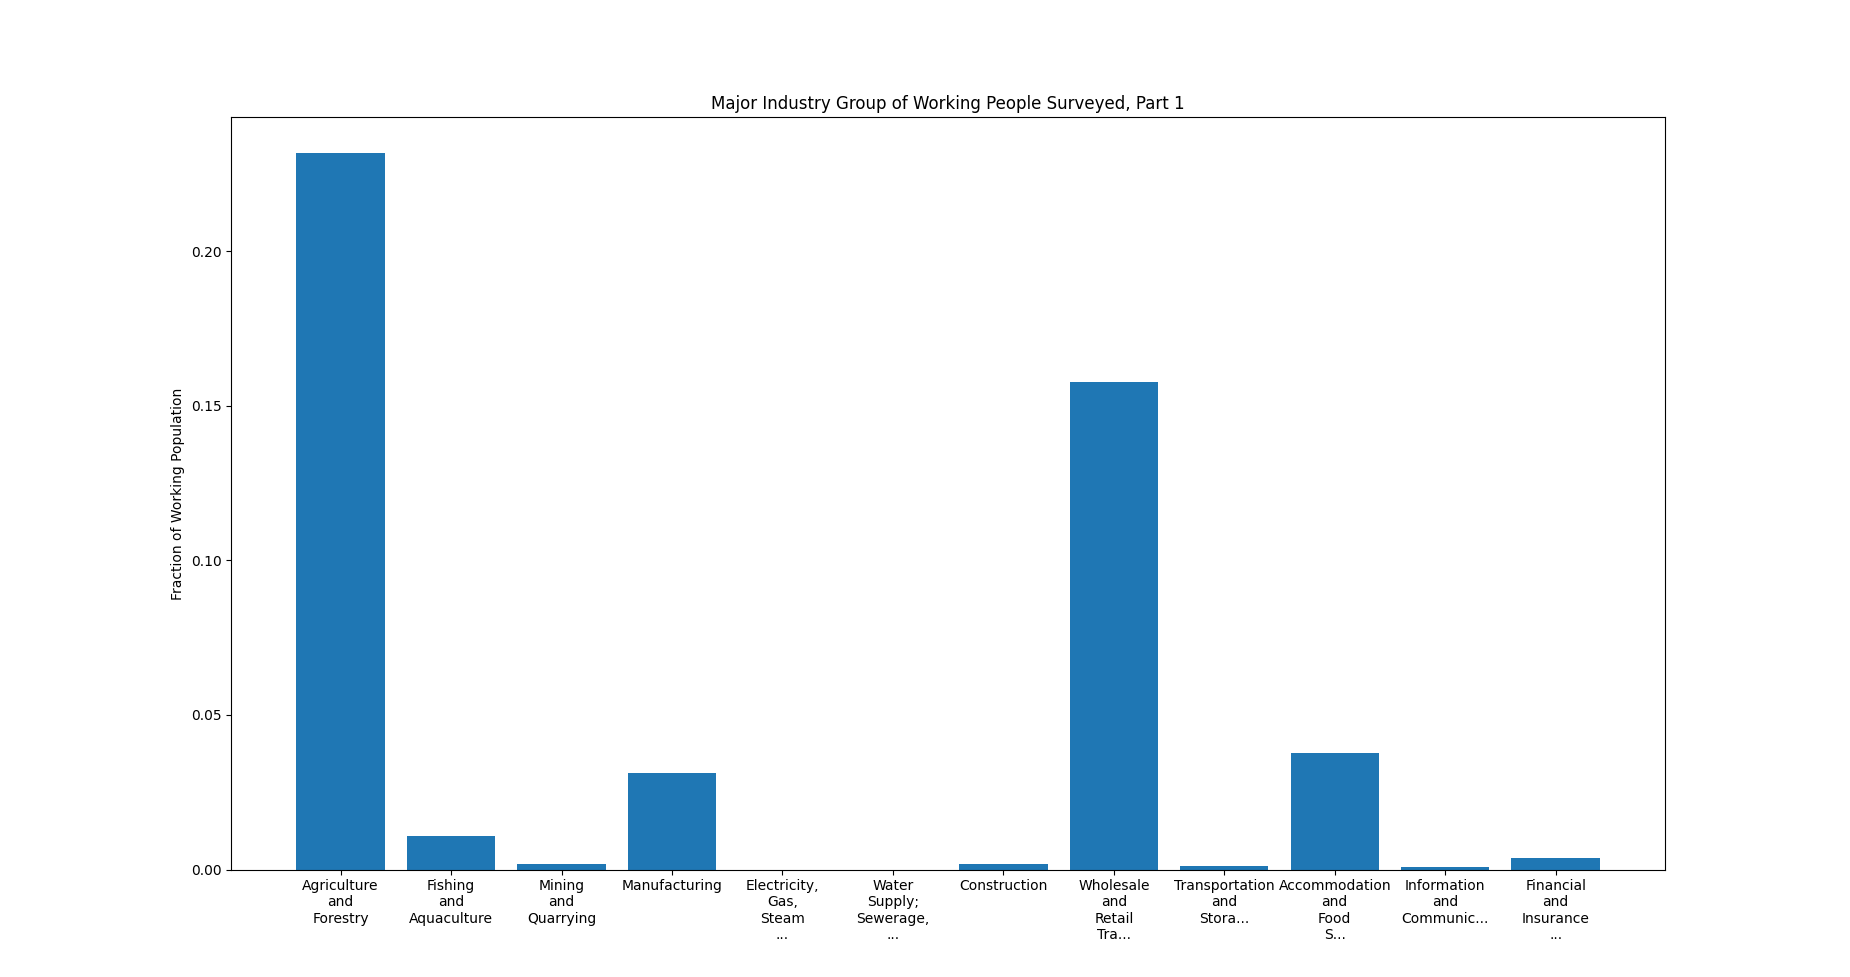 Major Industry Group of Working People Surveyed, Part 1
Fraction of Working Population
0.20
0.15
0.10
0.05
0.00
Agriculture
and
Forestry
Fishing
and
Aquaculture
Mining
and
Quarrying
Manufacturing
Electricity,
Gas,
Steam
...
Water
Supply;
Sewerage,
...
Construction
Wholesale
and
Retail
Tra...
Transportation
and
Stora...
Accommodation
and
Food
S...
Information
and
Communic...
Financial
and
Insurance
...